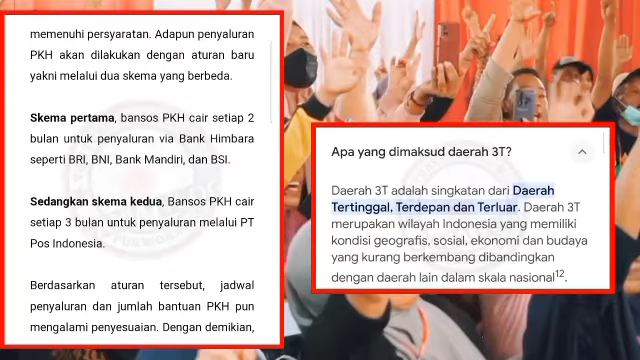 memenuhi persyaratan. Adapun penyaluran
PKH akan dilakukan dengan aturan baru
yakni melalui dua skema yang berbeda.
Skema pertama, bansos PKH cair setiap 2
bulan untuk penyaluran via Bank Himbara
seperti BRI, BNI, Bank Mandiri, dan BSI.
Sedangkan skema kedua, Bansos PKH cair
setiap 3 bulan untuk penyaluran melalui PT
Pos Indonesia.
Berdasarkan aturan tersebut, jadwal
penyaluran dan jumlah bantuan PKH pun
mengalami penyesuaian. Dengan demikian,
Apa yang dimaksud daerah 3T?
Daerah 3T adalah singkatan dari Daerah
Tertinggal, Terdepan dan Terluar. Daerah 3T
merupakan wilayah Indonesia yang memiliki
kondisi geografis, sosial, ekonomi dan budaya
yang kurang berkembang dibandingkan
dengan daerah lain dalam skala nasional12.